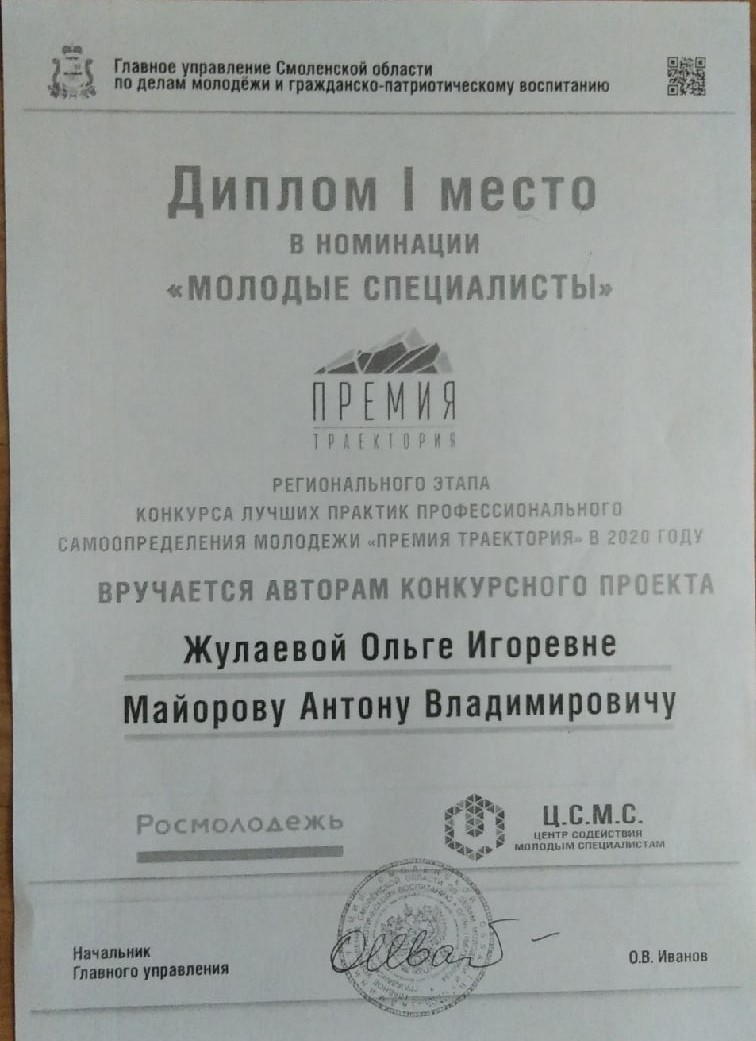 Главное управление Смоленской области
по делам молодёжи и гражданско-патриотическому воспитанию
Диплом I место
в номинации
«МОЛОДЫЕ СПЕЦИАЛИСТЫ»
ПРЕМИЯ
ТРАЕКТОРИЯ
РЕГИОНАЛЬНОГО ЭТАПА
КОНКУРСА ЛУЧШИХ ПРАКТИК ПРОФЕССИОНАЛЬНОГО
САМООПРЕДЕЛЕНИЯ МОЛОДЕЖИ «ПРЕМИЯ ТРАЕКТОРИЯ» В 2020 ГОДУ
ВРУЧАЕТСЯ АВТОРАМ КОНКУРСНОГО ПРОЕКТА
Жулаевой Ольге Игоревне
Майорову Антону Владимировичу
Росмолодежь
Ц.С.М.С.
ЦЕНТР СОДЕЙСТВИЯ
МОЛОДЫМ СПЕЦИАЛИСТАМ
Начальник
Главного управления
О.В. Иванов